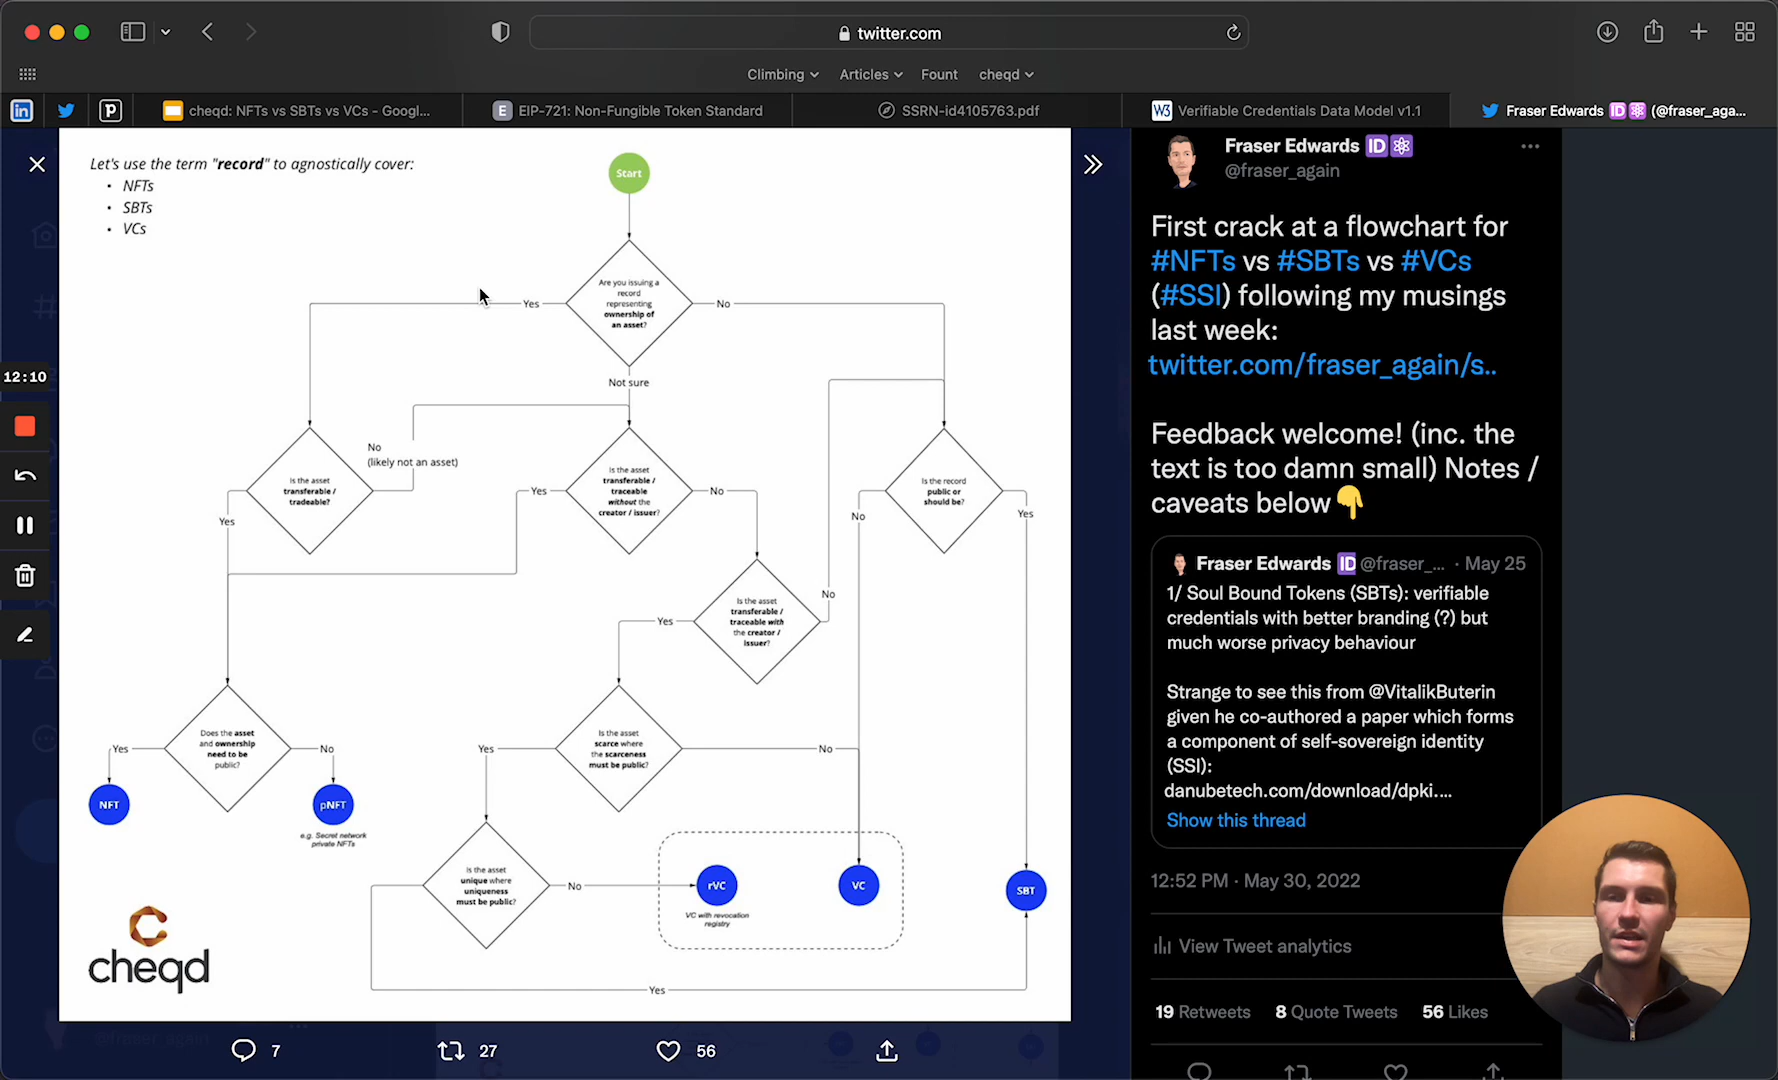 twitter.com
Climbing
Articles
Fount
cheqd
cheqd: NFTs vs SBTs vs VCs - Googl...
EIP-721: Non-Fungible Token Standard
SSRN-id4105763.pdf
Verifiable Credentials Data Model v1.1
Fraser Edwards (@fraser_aga...
Let's use the term "record" to agnostically cover:
• NFTs
• SBTs
• VCs
12:10
Start
Are you issuing a
record
representing
ownership of
an asset?
Yes
No
Not sure
Is the asset
transferable /
tradeable?
No
(likely not an asset)
Yes
Is the asset
transferable /
traceable
without the
creator / issuer?
Yes
No
Is the record
public or
should be?
No
Yes
Is the asset
transferable /
traceable with
the creator /
issuer?
Yes
No
Does the asset
and ownership
need to be
public?
Yes
No
NFT
pNFT
e.g. Secret network
private NFTs
Is the asset
scarce where
the scarceness
must be public?
Yes
No
Is the asset
unique where
uniqueness
must be public?
No
Yes
rVC
VC with revocation
registry
VC
SBT
cheqd
7
27
56
Fraser Edwards
@fraser_again
First crack at a flowchart for
#NFTs vs #SBTs vs #VCs
(#SSI) following my musings
last week:
twitter.com/fraser_again/s..
Feedback welcome! (inc. the
text is too damn small) Notes /
caveats below
Fraser Edwards @fraser_... · May 25
1/ Soul Bound Tokens (SBTs): verifiable
credentials with better branding (?) but
much worse privacy behaviour
Strange to see this from @VitalikButerin
given he co-authored a paper which forms
a component of self-sovereign identity
(SSI):
danubetech.com/download/dpki....
Show this thread
12:52 PM · May 30, 2022
View Tweet analytics
19 Retweets 8 Quote Tweets 56 Likes